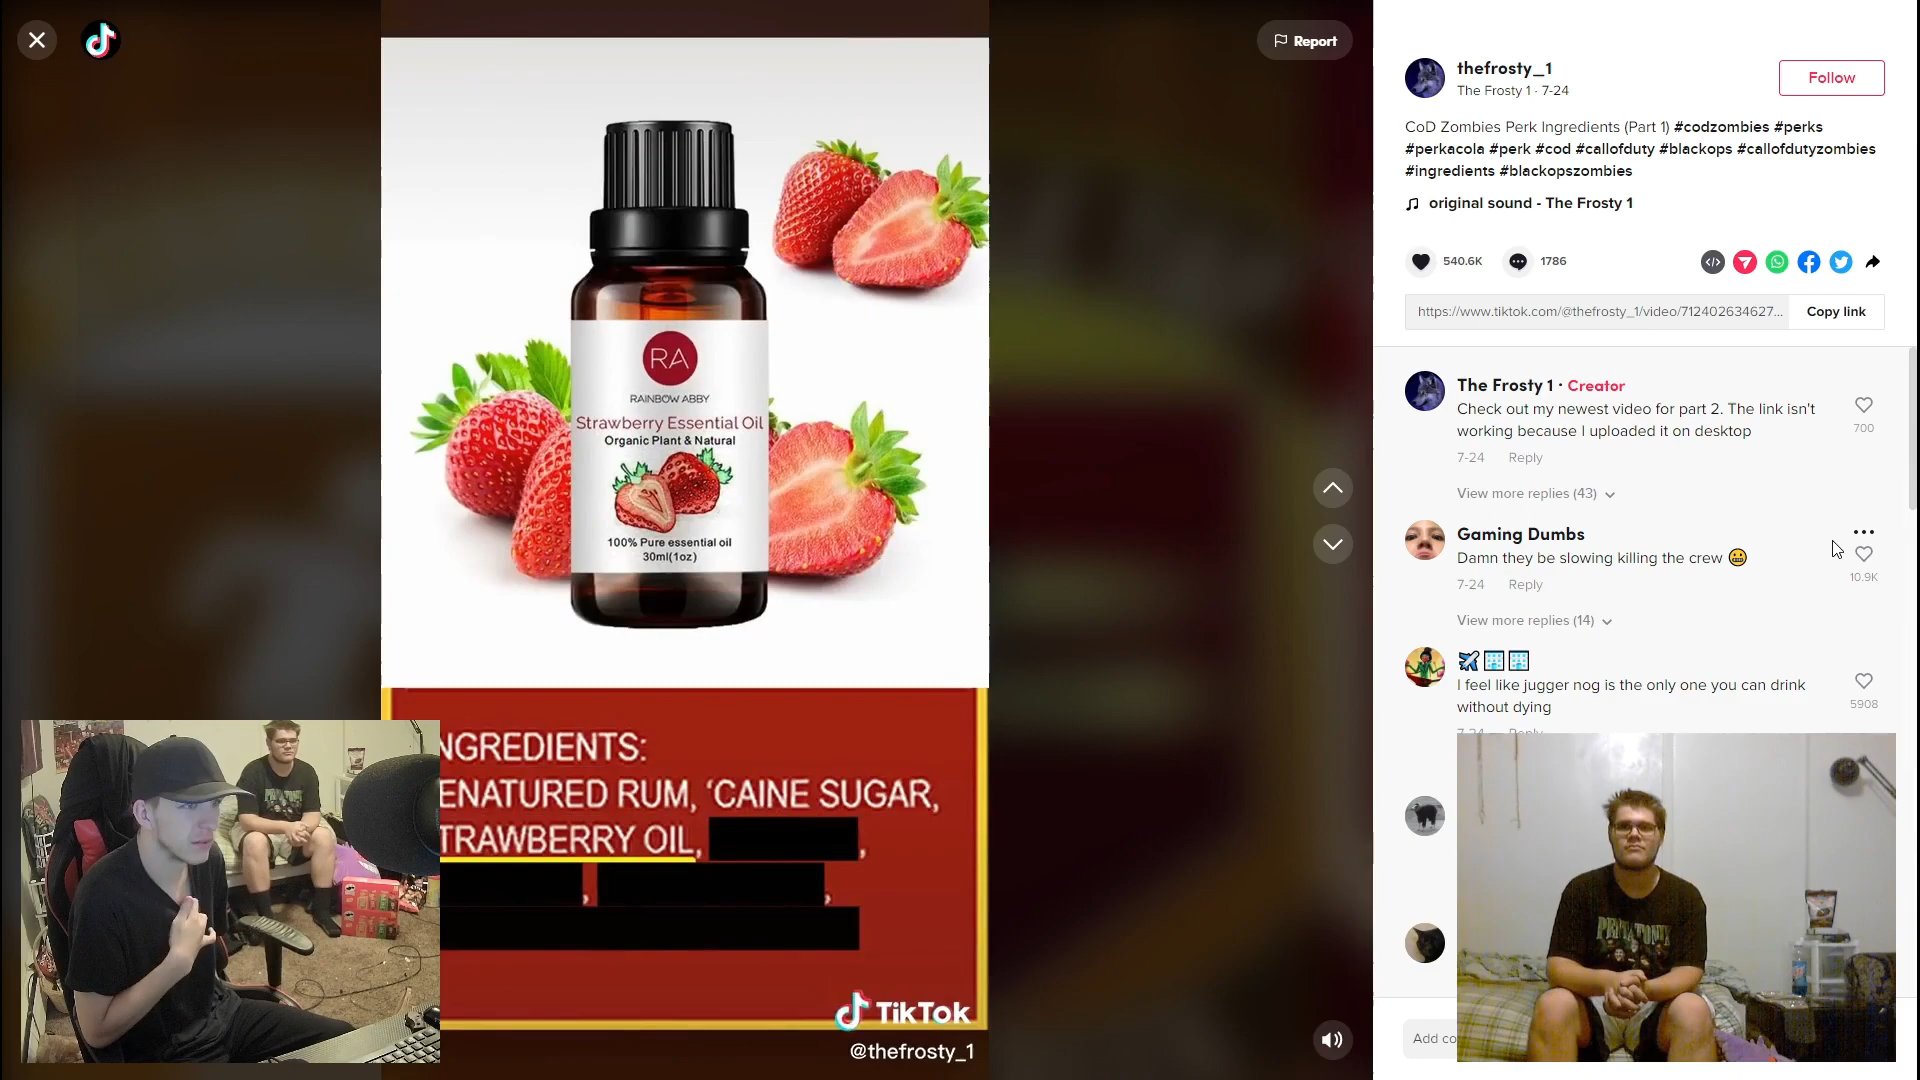 Report
RA
RAINBOW ABBY
Strawberry Essential Oil
Organic Plant & Natural
100% Pure essential oil
30ml(1oz)
NGREDIENTS:
ENATURED RUM, ‘CAINE SUGAR,
TRAWBERRY OIL, ,
, ,
TikTok
@thefrosty_1
thefrosty_1
The Frosty 1 · 7-24
Follow
CoD Zombies Perk Ingredients (Part 1) #codzombies #perks
#perkacola #perk #cod #callofduty #blackops #callofdutyzombies
#ingredients #blackopszombies
original sound - The Frosty 1
540.6K
1786
https://www.tiktok.com/@thefrosty_1/video/712402634627...
Copy link
The Frosty 1 · Creator
Check out my newest video for part 2. The link isn't
working because I uploaded it on desktop
700
7-24 Reply
View more replies (43)
Gaming Dumbs
Damn they be slowing killing the crew 😬
10.9K
7-24 Reply
View more replies (14)
✈️🏢🏢
I feel like jugger nog is the only one you can drink
without dying
5908
7-24 Reply
Add co
PENTATONIX